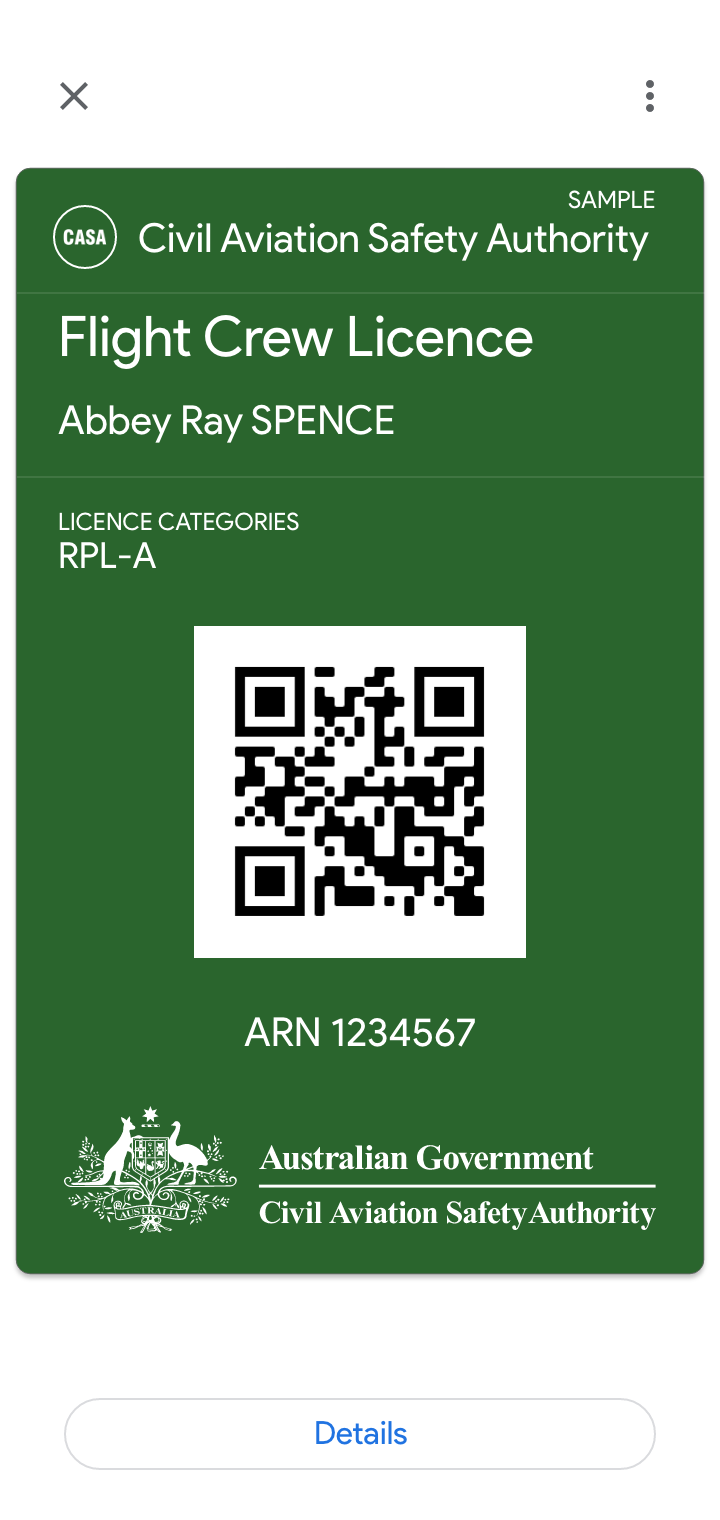 SAMPLE
CASA
Civil Aviation Safety Authority
Flight Crew Licence
Abbey Ray SPENCE
LICENCE CATEGORIES
RPL-A
ARN 1234567
AUSTRALIA
Australian Government
Civil Aviation Safety Authority
Details